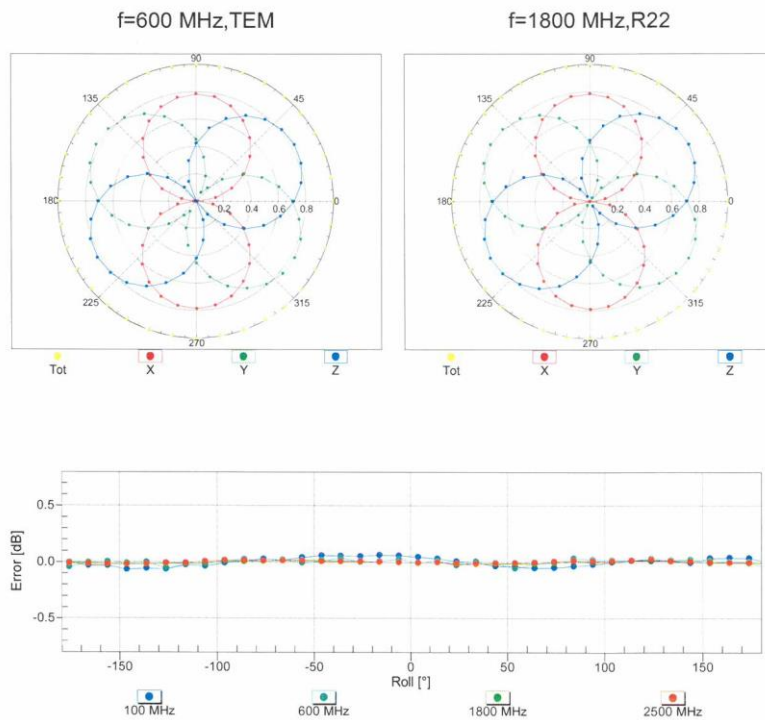 f=600 MHz,TEM
f=1800 MHz,R22
90
135
45
180
0.2
0.4
0.6
0.8
0
225
315
270
Tot
X
Y
Z
90
135
45
180
0.2
0.4
0.6
0.8
0
225
315
270
Tot
X
Y
Z
Error [dB]
0.5
0.0
-0.5
-150
-100
-50
0
50
100
150
Roll [°]
100 MHz
600 MHz
1800 MHz
2500 MHz